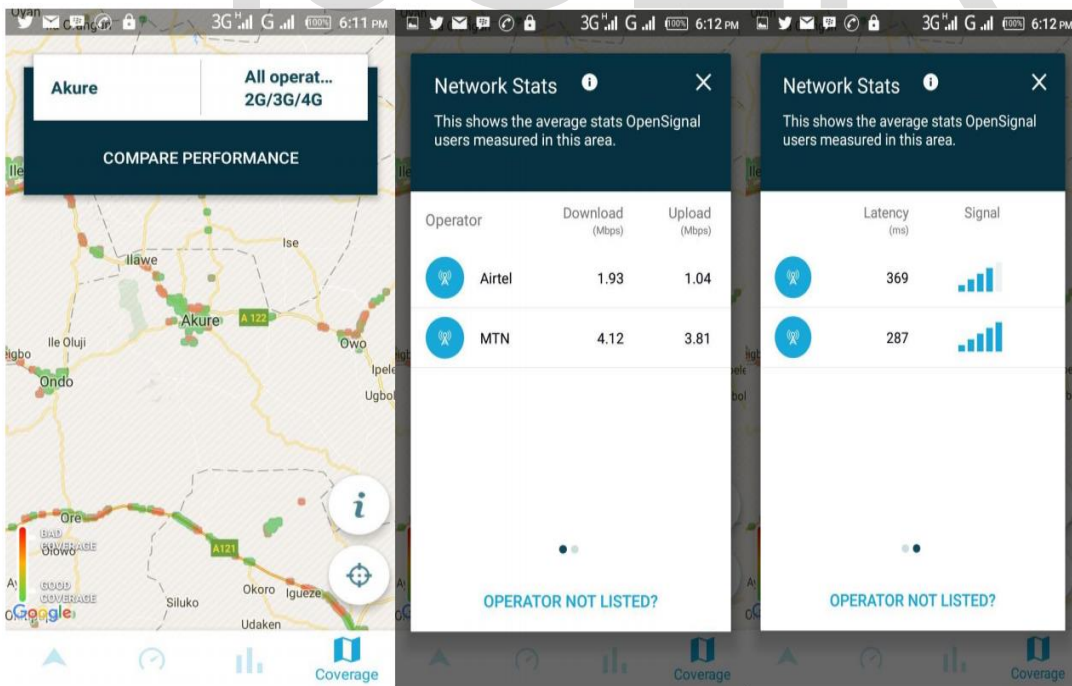 3G H G 100% 6:11 PM
Akure
All operat...
2G/3G/4G
COMPARE PERFORMANCE
Ise
Ilawe
Akure
A 122
Ile Oluji
Owo
Ondo
Ipele
Ugbo
Ore
BAD
COVERAGE
GOOD
COVERAGE
A121
Okoro
Igueze
Siluko
Udaken
Google
i
Coverage
3G H G 100% 6:12 PM
Network Stats i X
This shows the average stats OpenSignal
users measured in this area.
Operator
Download
(Mbps)
Upload
(Mbps)
Airtel 1.93 1.04
MTN 4.12 3.81
OPERATOR NOT LISTED?
Coverage
3G H G 100% 6:12 PM
Network Stats i X
This shows the average stats OpenSignal
users measured in this area.
Latency
(ms)
Signal
369
287
OPERATOR NOT LISTED?
Coverage